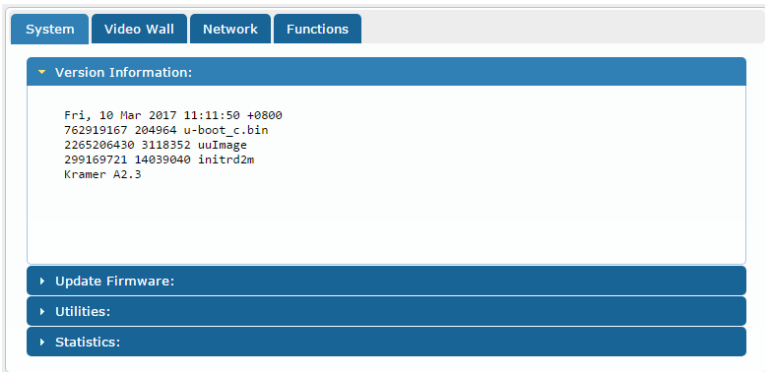 System Video Wall Network Functions
Version Information:
Fri, 10 Mar 2017 11:11:50 +0800
762919167 204964 u-boot_c.bin
2265206430 3118352 uuImage
299169721 14039040 initrd2m
Kramer A2.3
Update Firmware:
Utilities:
Statistics: